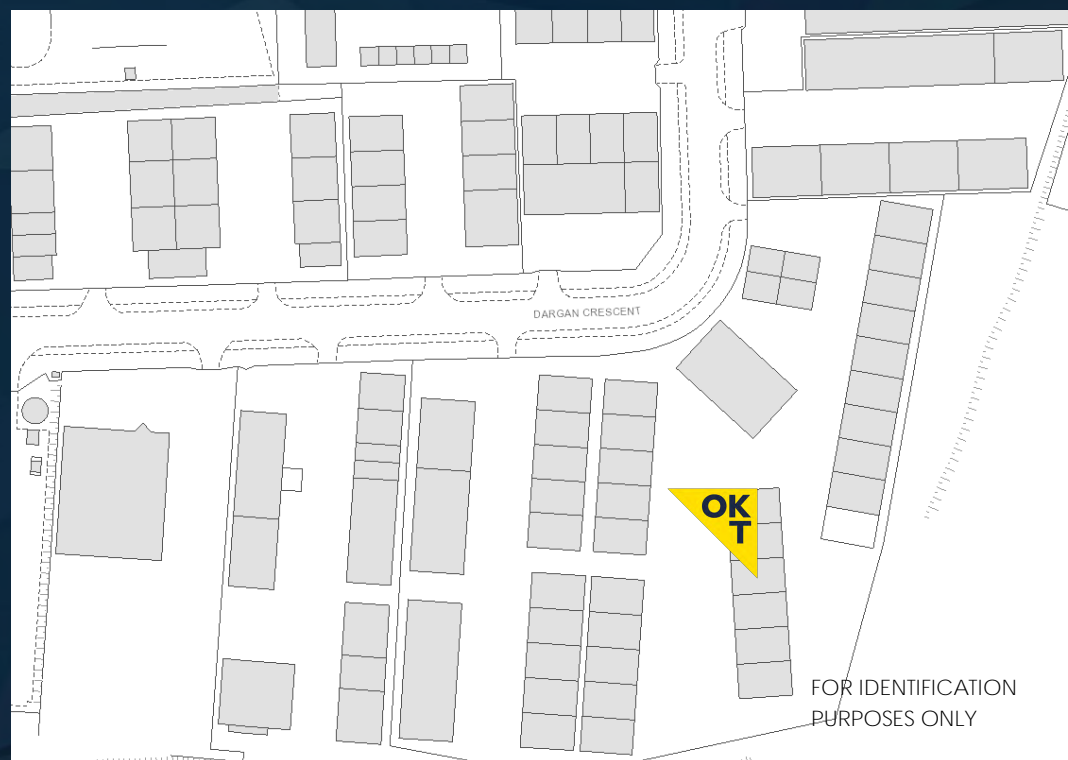 DARGAN CRESCENT
OK
T
FOR IDENTIFICATION
PURPOSES ONLY